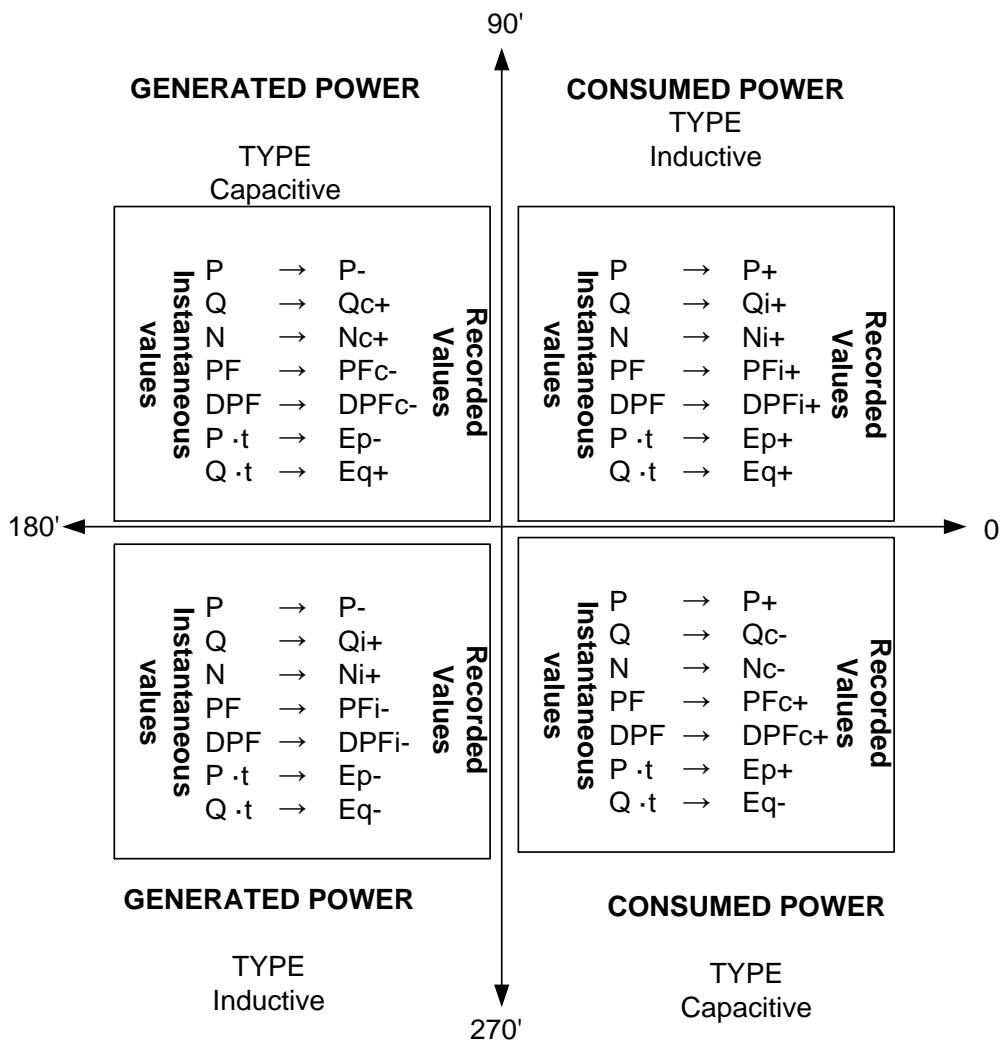 90'
GENERATED POWER
TYPE
Capacitive
CONSUMED POWER
TYPE
Inductive
Instantaneous
values
P → P-
Q → Qc+
N → Nc+
PF → PFc-
DPF → DPFc-
P ·t → Ep-
Q ·t → Eq+
Recorded
Values
Instantaneous
values
P → P+
Q → Qi+
N → Ni+
PF → PFi+
DPF → DPFi+
P ·t → Ep+
Q ·t → Eq+
Recorded
Values
180'
0
Instantaneous
values
P → P-
Q → Qi+
N → Ni+
PF → PFi-
DPF → DPFi-
P ·t → Ep-
Q ·t → Eq-
Recorded
Values
Instantaneous
values
P → P+
Q → Qc-
N → Nc-
PF → PFc+
DPF → DPFc+
P ·t → Ep+
Q ·t → Eq-
Recorded
Values
GENERATED POWER
TYPE
Inductive
CONSUMED POWER
TYPE
Capacitive
270'